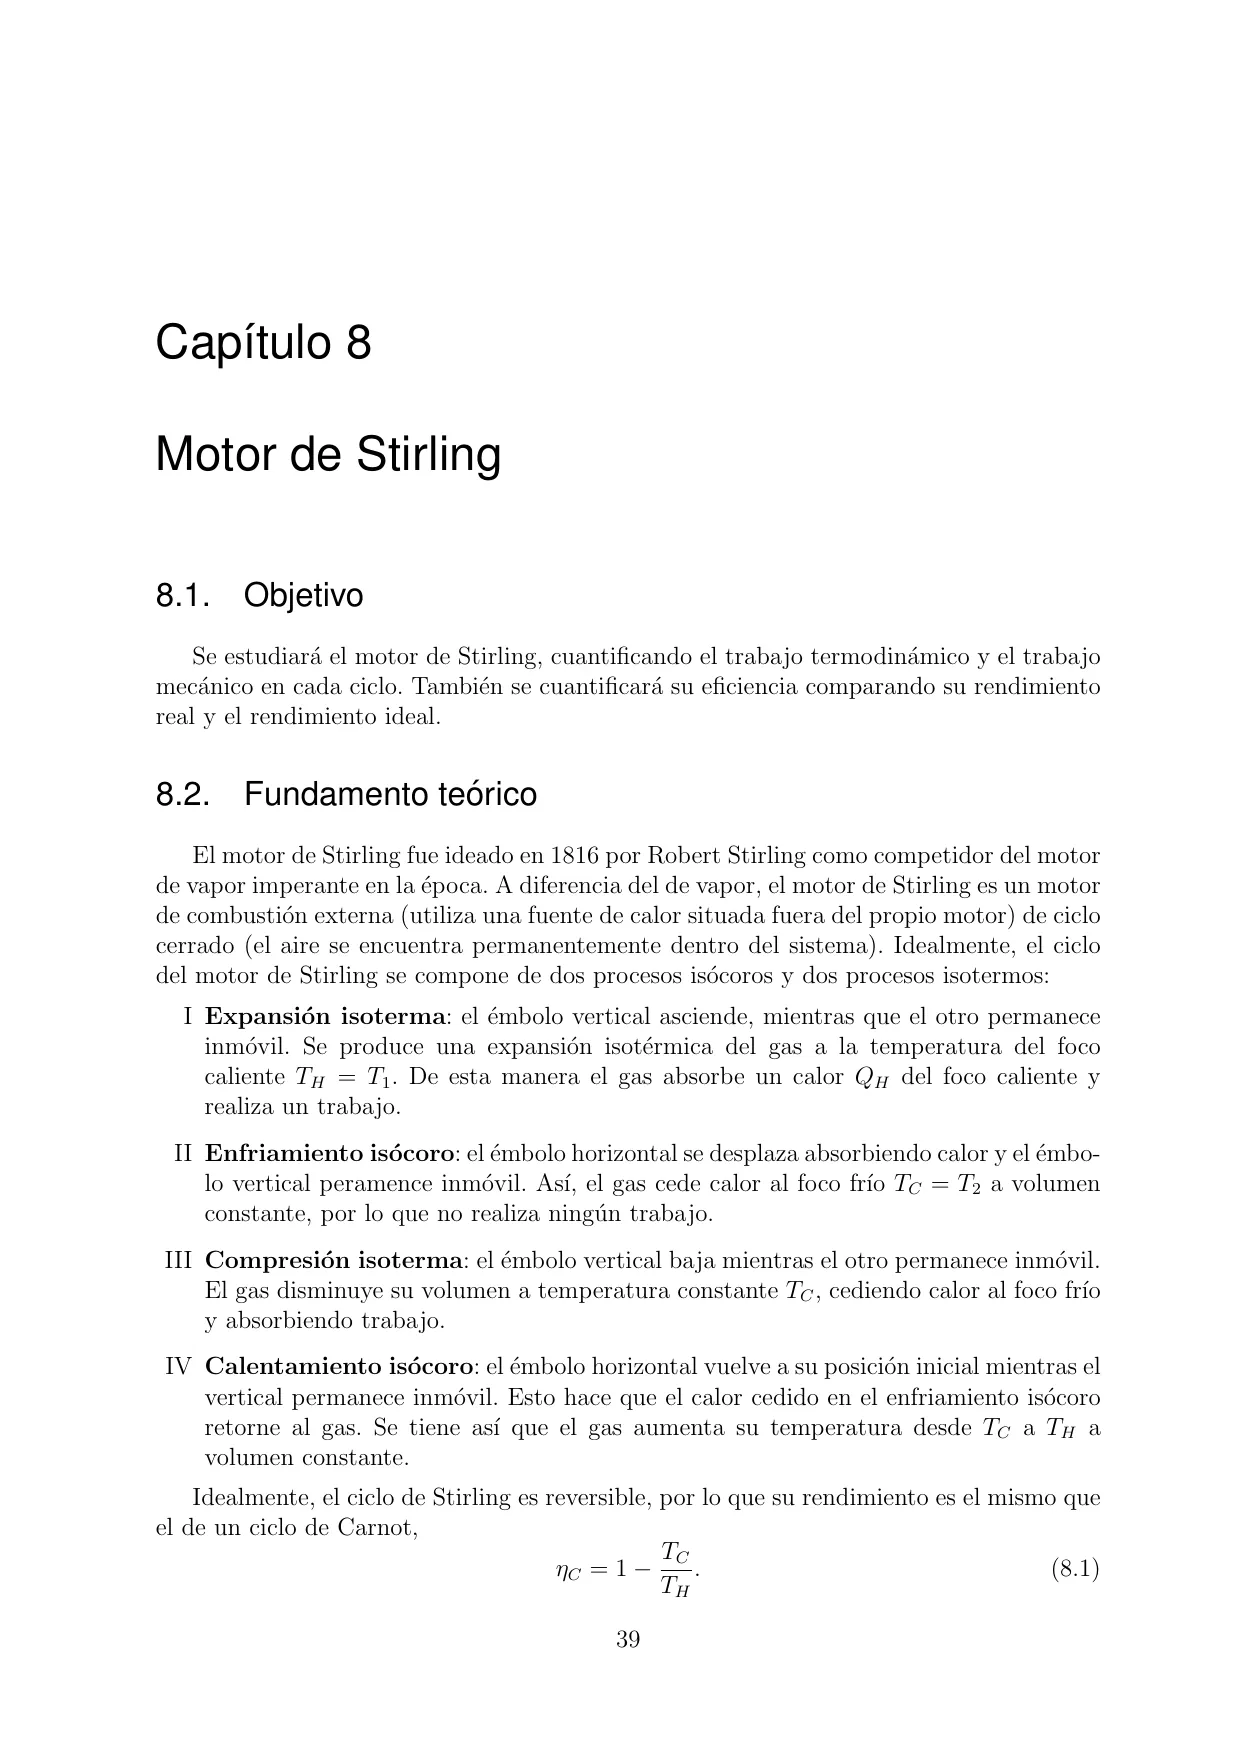 Capítulo 8
Motor de Stirling
8.1. Objetivo
Se estudiará el motor de Stirling, cuantificando el trabajo termodinámico y el trabajo
mecánico en cada ciclo. También se cuantificará su eficiencia comparando su rendimiento
real y el rendimiento ideal.
8.2. Fundamento teórico
El motor de Stirling fue ideado en 1816 por Robert Stirling como competidor del motor
de vapor imperante en la época. A diferencia del de vapor, el motor de Stirling es un motor
de combustión externa (utiliza una fuente de calor situada fuera del propio motor) de ciclo
cerrado (el aire se encuentra permanentemente dentro del sistema). Idealmente, el ciclo
del motor de Stirling se compone de dos procesos isócoros y dos procesos isotermos:
I Expansión isoterma: el émbolo vertical asciende, mientras que el otro permanece
inmóvil. Se produce una expansión isotérmica del gas a la temperatura del foco
caliente T_H = T_1. De esta manera el gas absorbe un calor Q_H del foco caliente y
realiza un trabajo.
II Enfriamiento isócoro: el émbolo horizontal se desplaza absorbiendo calor y el émbo-
lo vertical peramence inmóvil. Así, el gas cede calor al foco frío T_C = T_2 a volumen
constante, por lo que no realiza ningún trabajo.
III Compresión isoterma: el émbolo vertical baja mientras el otro permanece inmóvil.
El gas disminuye su volumen a temperatura constante T_C, cediendo calor al foco frío
y absorbiendo trabajo.
IV Calentamiento isócoro: el émbolo horizontal vuelve a su posición inicial mientras el
vertical permanece inmóvil. Esto hace que el calor cedido en el enfriamiento isócoro
retorne al gas. Se tiene así que el gas aumenta su temperatura desde T_C a T_H a
volumen constante.
Idealmente, el ciclo de Stirling es reversible, por lo que su rendimiento es el mismo que
el de un ciclo de Carnot,
η_C = 1 − T_C/T_H. (8.1)
39